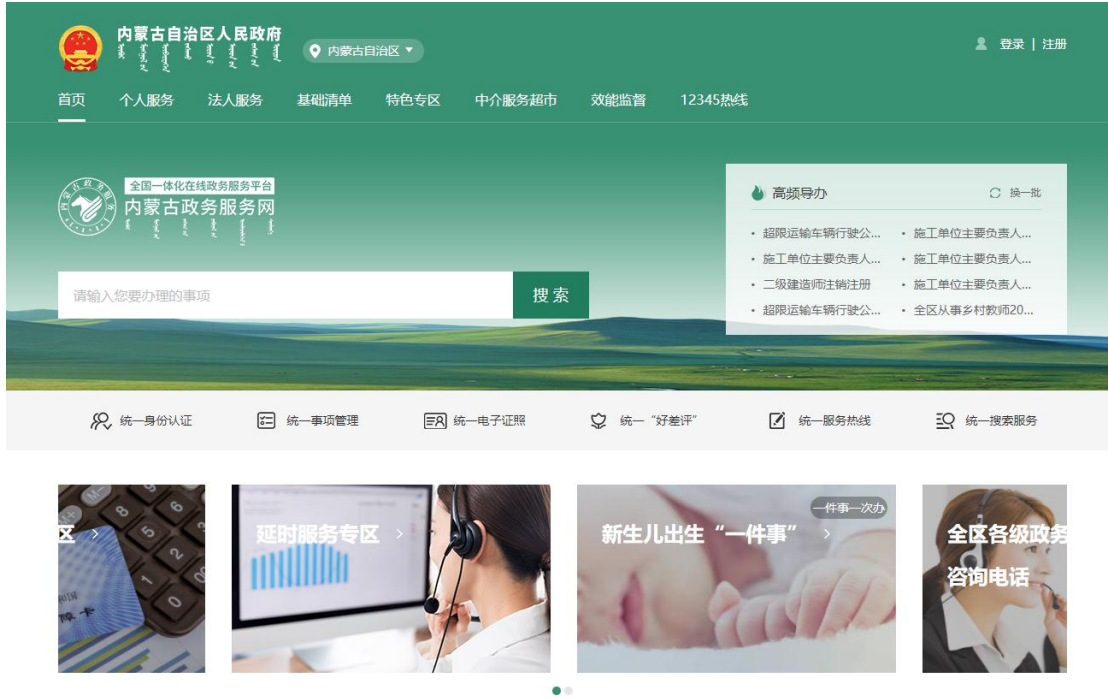 内蒙古自治区人民政府
内蒙古自治区
登录 | 注册
首页 个人服务 法人服务 基础清单 特色专区 中介服务超市 效能监督 12345热线
全国一体化在线政务服务平台
内蒙古政务服务网
请输入您要办理的事项
搜索
高频导办 换一批
· 超限运输车辆行驶公... · 施工单位主要负责人...
· 施工单位主要负责人... · 施工单位主要负责人...
· 二级建造师注销注册 · 施工单位主要负责人...
· 超限运输车辆行驶公... · 全区从事乡村教师20...
统一身份认证 统一事项管理 统一电子证照 统一“好差评” 统一服务热线 统一搜索服务
区 >
延时服务专区 >
一件事一次办
新生儿出生“一件事” >
全区各级政务
咨询电话